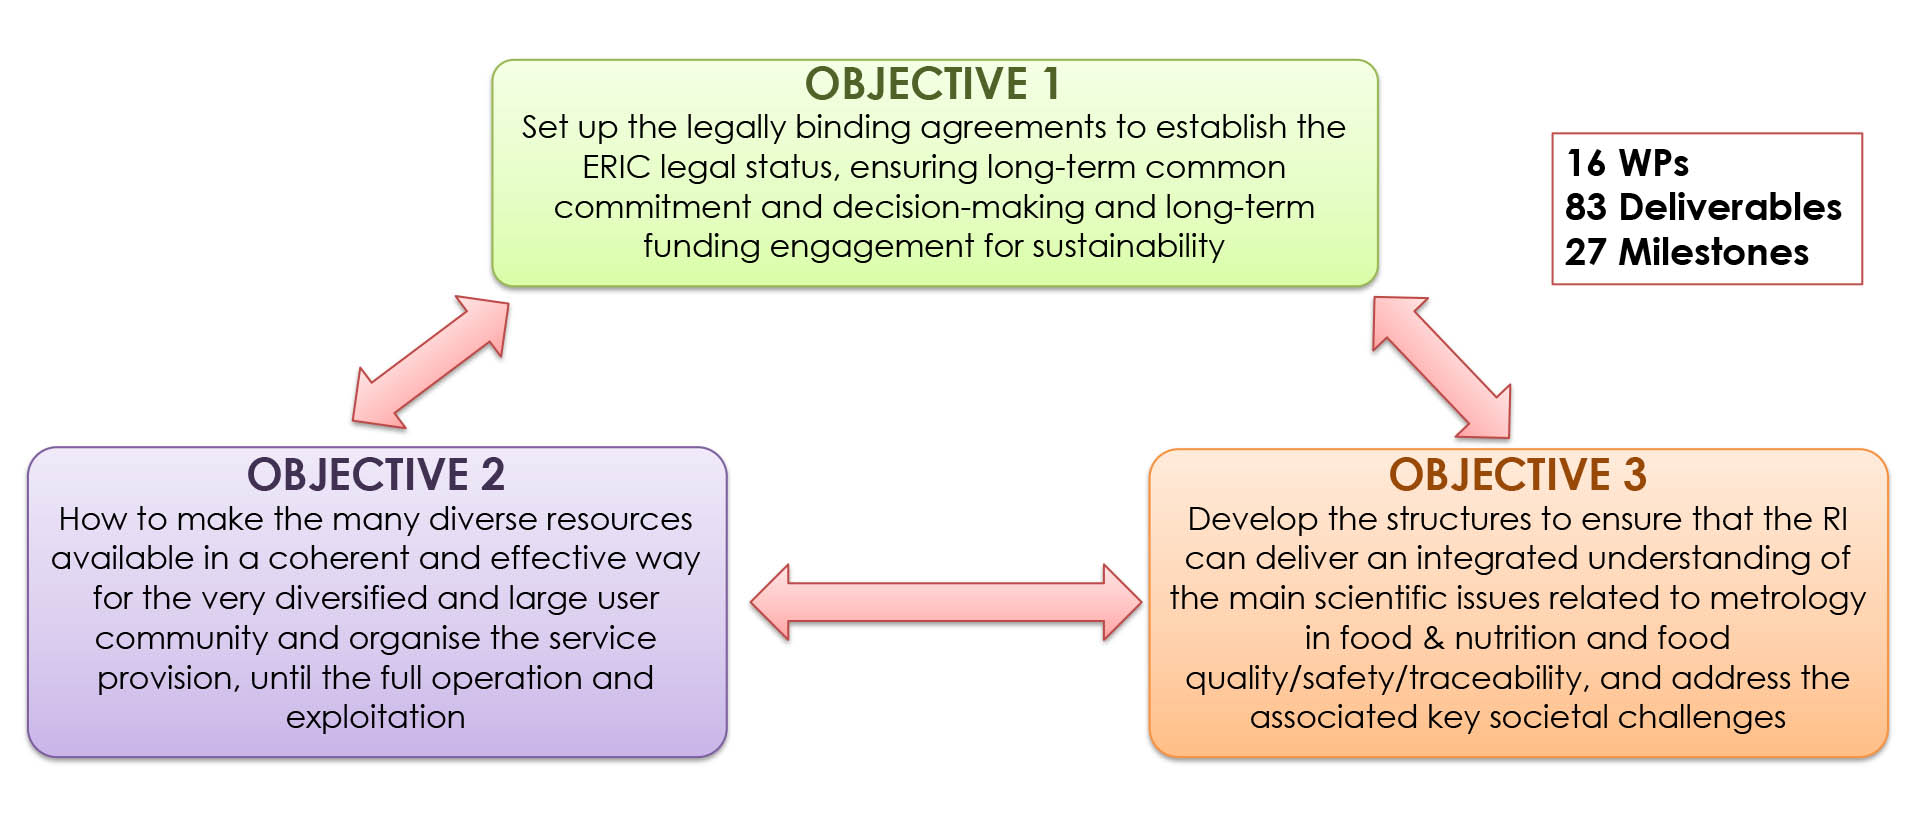 OBJECTIVE 1
Set up the legally binding agreements to establish the
ERIC legal status, ensuring long-term common
commitment and decision-making and long-term
funding engagement for sustainability
16 WPs
83 Deliverables
27 Milestones
OBJECTIVE 2
How to make the many diverse resources
available in a coherent and effective way
for the very diversified and large user
community and organise the service
provision, until the full operation and
exploitation
OBJECTIVE 3
Develop the structures to ensure that the RI
can deliver an integrated understanding of
the main scientific issues related to metrology
in food & nutrition and food
quality/safety/traceability, and address the
associated key societal challenges